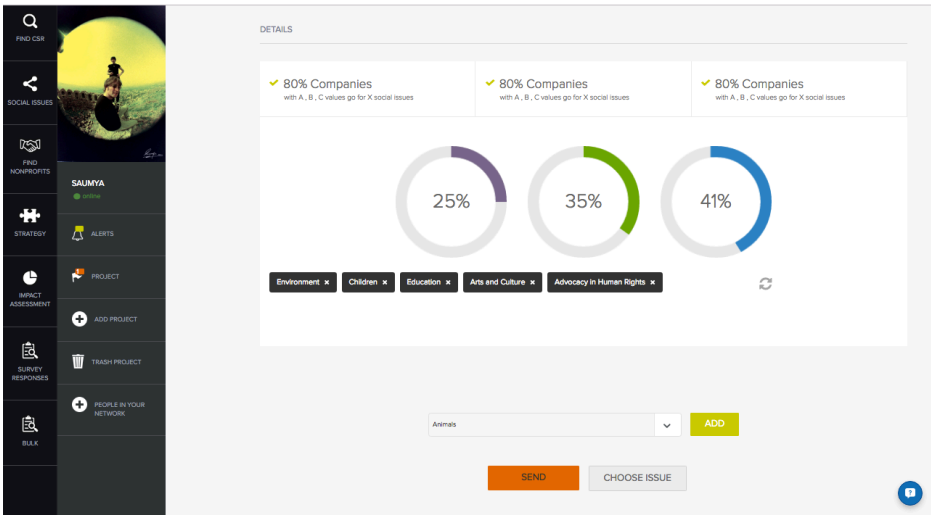 FIND CSR
SOCIAL ISSUES
FIND
NONPROFITS
STRATEGY
IMPACT
ASSESSMENT
SURVEY
RESPONSES
BULK
SAUMYA
online
ALERTS
PROJECT
ADD PROJECT
TRASH PROJECT
PEOPLE IN YOUR
NETWORK
DETAILS
80% Companies
with A , B , C values go for X social issues
80% Companies
with A , B , C values go for X social issues
80% Companies
with A , B , C values go for X social issues
25%
35%
41%
Environment ×
Children ×
Education ×
Arts and Culture ×
Advocacy in Human Rights ×
Animals
ADD
SEND
CHOOSE ISSUE